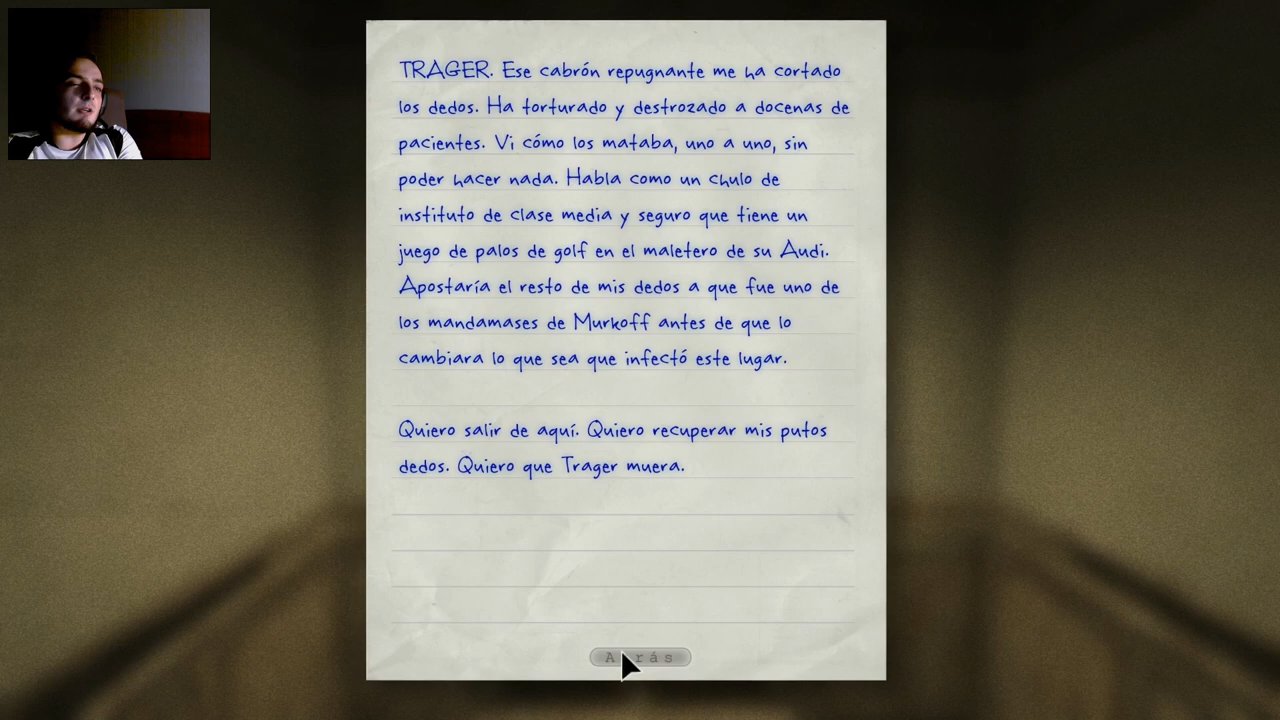 TRAGER. Ese cabrón repugnante me ha cortado
los dedos. Ha torturado y destrozado a docenas de
pacientes. Vi cómo los mataba, uno a uno, sin
poder hacer nada. Habla como un chulo de
instituto de clase media y seguro que tiene un
juego de palos de golf en el maletero de su Audi.
Apostaría el resto de mis dedos a que fue uno de
los mandamases de Murkoff antes de que lo
cambiara lo que sea que infectó este lugar.
Quiero salir de aquí. Quiero recuperar mis putos
dedos. Quiero que Trager muera.
Atrás